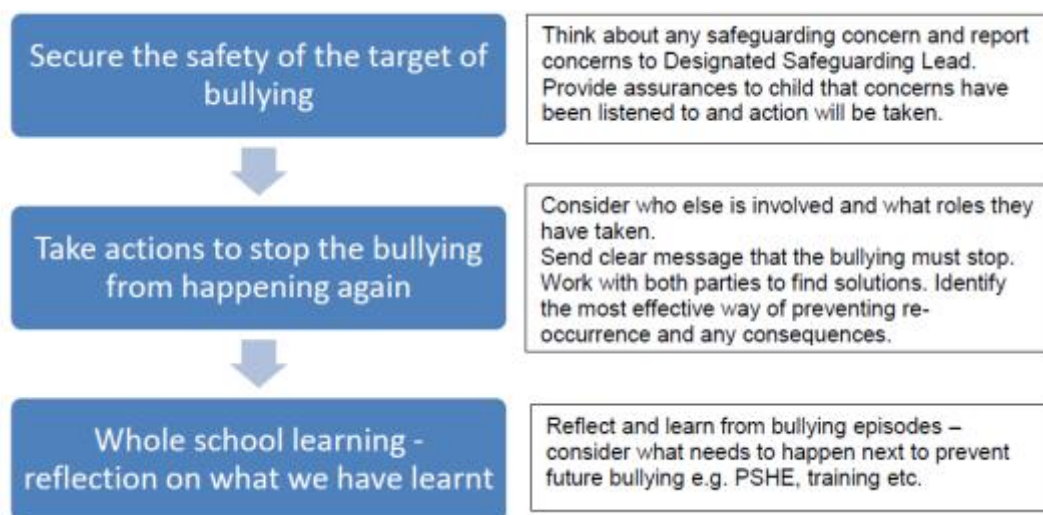 Secure the safety of the target of
bullying
Think about any safeguarding concern and report
concerns to Designated Safeguarding Lead.
Provide assurances to child that concerns have
been listened to and action will be taken.
Take actions to stop the bullying
from happening again
Consider who else is involved and what roles they
have taken.
Send clear message that the bullying must stop.
Work with both parties to find solutions. Identify
the most effective way of preventing re-
occurrence and any consequences.
Whole school learning -
reflection on what we have learnt
Reflect and learn from bullying episodes –
consider what needs to happen next to prevent
future bullying e.g. PSHE, training etc.